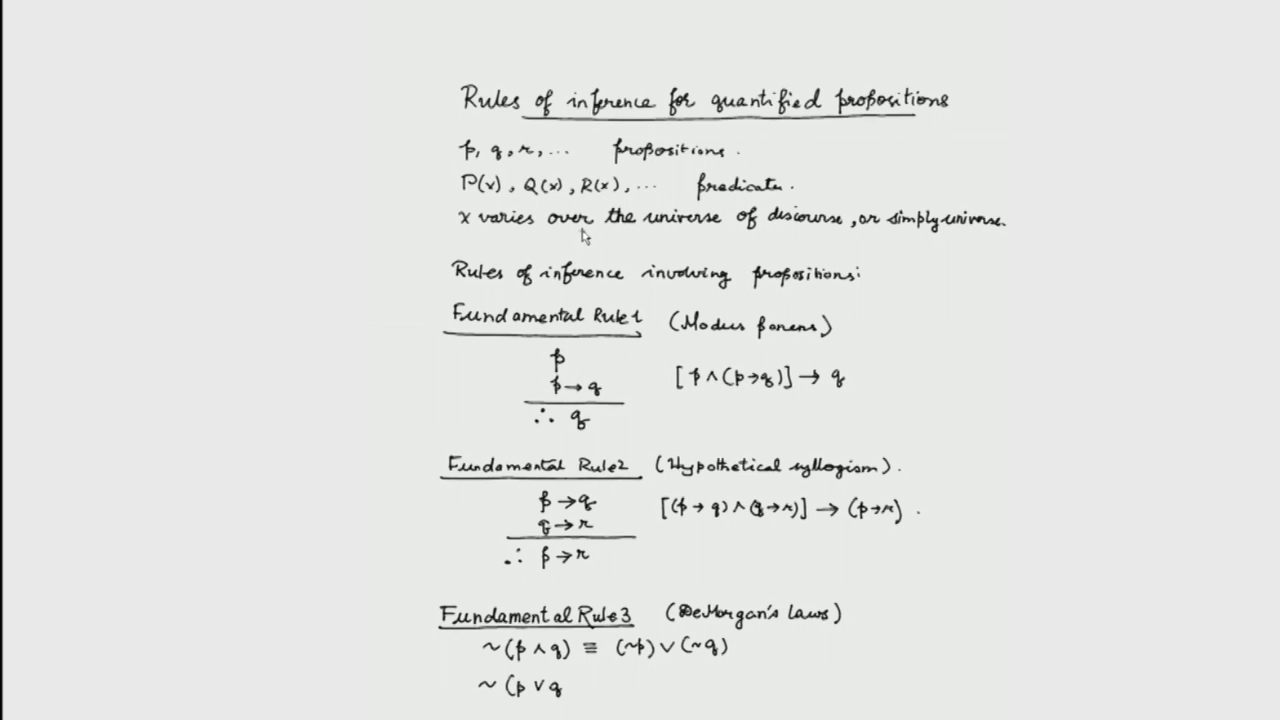 Rules of inference for quantified propositions
p, q, r, ... propositions.
P(x), Q(x), R(x), ... predicates.
x varies over the universe of discourse, or simply universe.
Rules of inference involving propositions:
Fundamental Rule 1 (Modus ponens)
p
p → q [p ∧ (p → q)] → q
∴ q
Fundamental Rule 2 (Hypothetical syllogism).
p → q [(p → q) ∧ (q → r)] → (p → r).
q → r
∴ p → r
Fundamental Rule 3 (DeMorgan's Laws)
~(p ∧ q) ≡ (~p) ∨ (~q)
~(p ∨ q